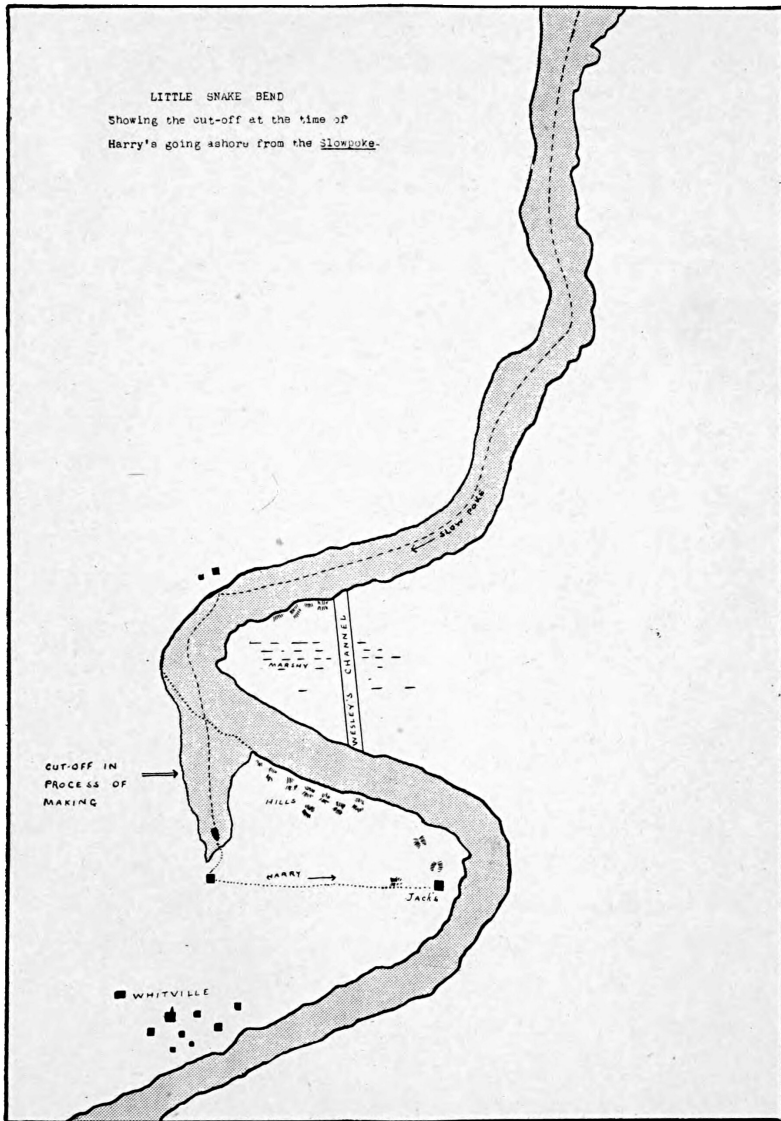 LITTLE SNAKE BEND
Showing the cut-off at the time of
Harry's going ashore from the Slowpoke-
SLOW POKE
MARSHY
WESLEY'S CHANNEL
CUT-OFF IN
PROCESS OF
MAKING
HILLS
HARRY
JACK'S
WHITVILLE